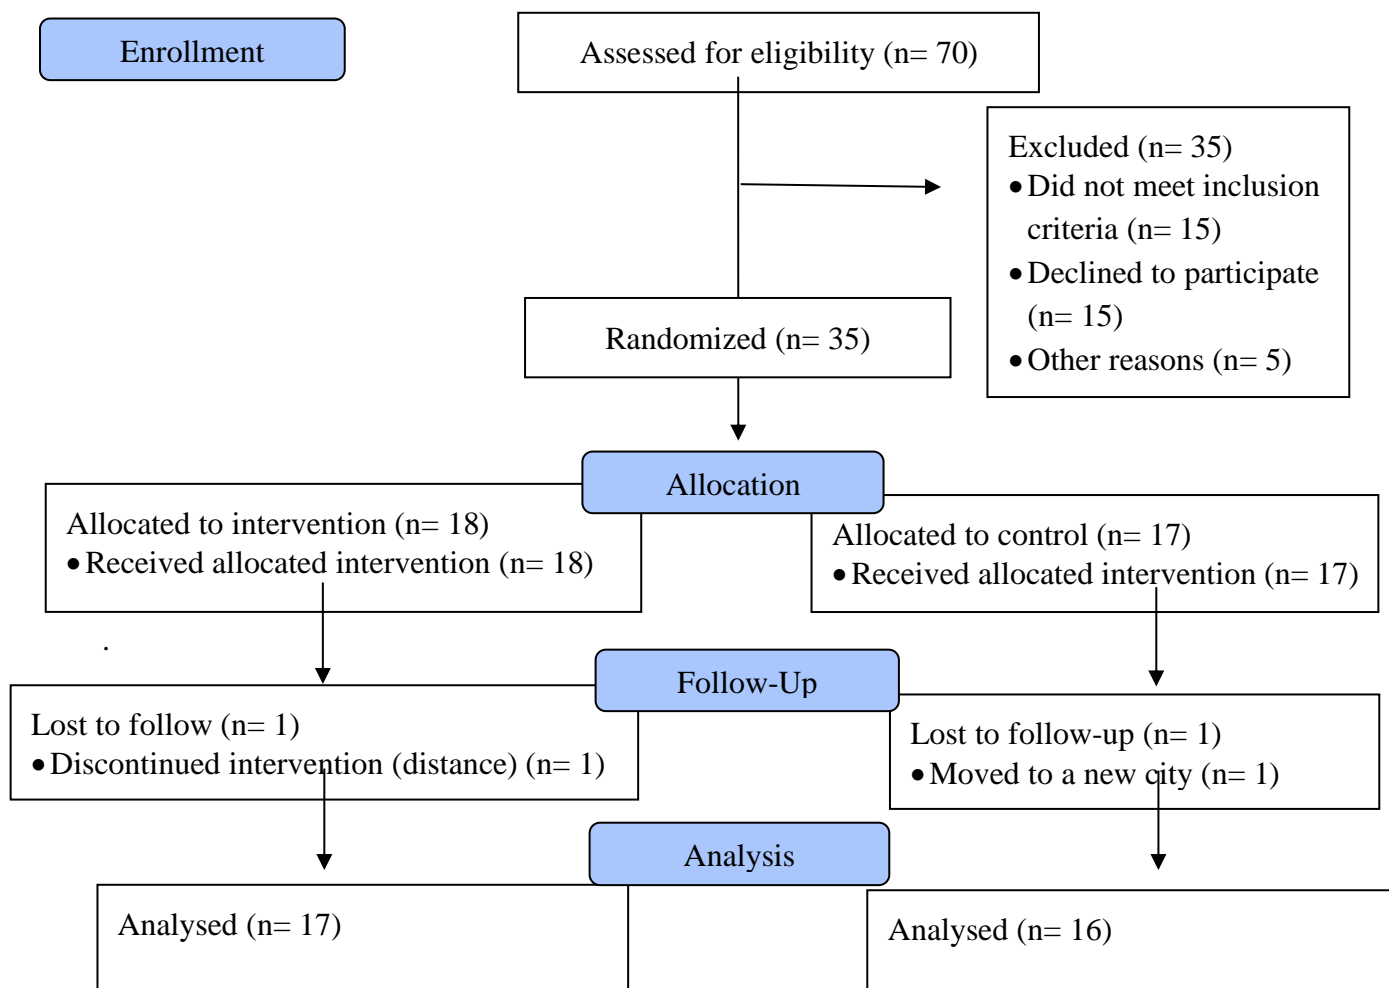 Enrollment
Assessed for eligibility (n= 70)
Excluded (n= 35)
•Did not meet inclusion
criteria (n= 15)
•Declined to participate
(n= 15)
•Other reasons (n= 5)
Randomized (n= 35)
Allocation
Allocated to intervention (n= 18)
•Received allocated intervention (n= 18)
Allocated to control (n= 17)
•Received allocated intervention (n= 17)
.
Follow-Up
Lost to follow (n= 1)
•Discontinued intervention (distance) (n= 1)
Lost to follow-up (n= 1)
•Moved to a new city (n= 1)
Analysis
Analysed (n= 17)
Analysed (n= 16)